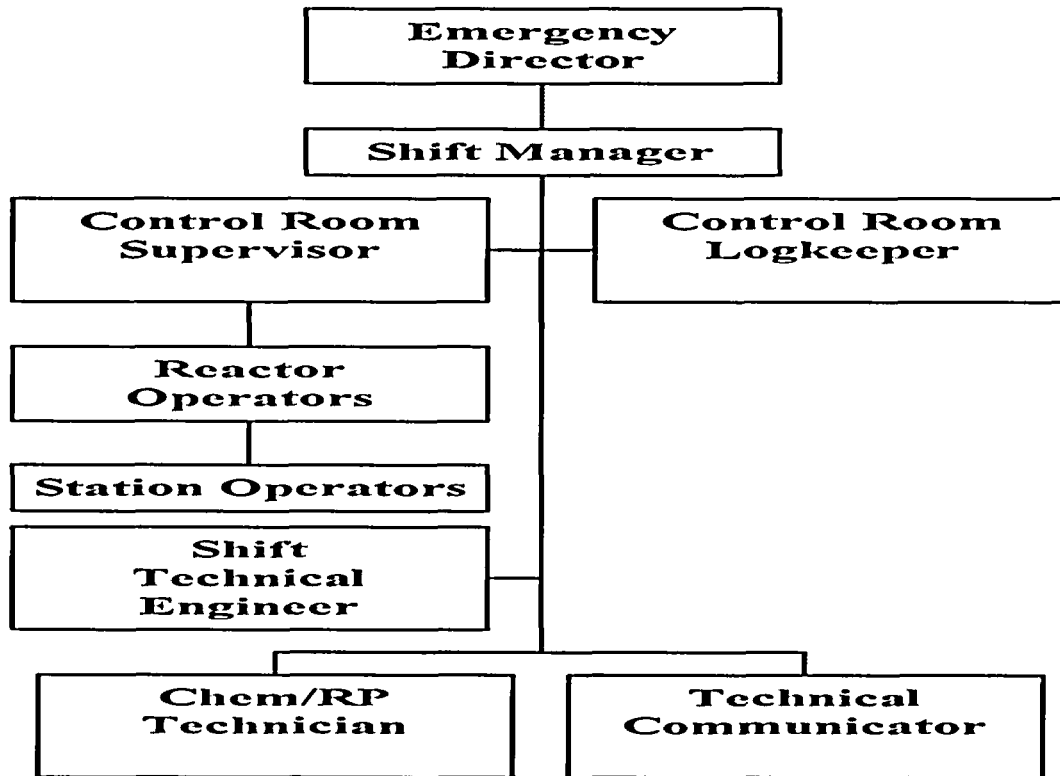 Emergency
Director
Shift Manager
Control Room
Supervisor
Control Room
Logkeeper
Reactor
Operators
Station Operators
Shift
Technical
Engineer
Chem/RP
Technician
Technical
Communicator